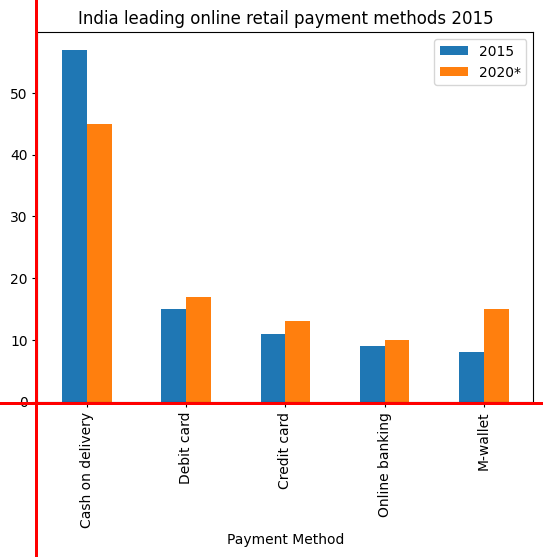 India leading online retail payment methods 2015
2015
2020*
50
40
30
20
10
0
Cash on delivery
Debit card
Credit card
Online banking
M-wallet
Payment Method